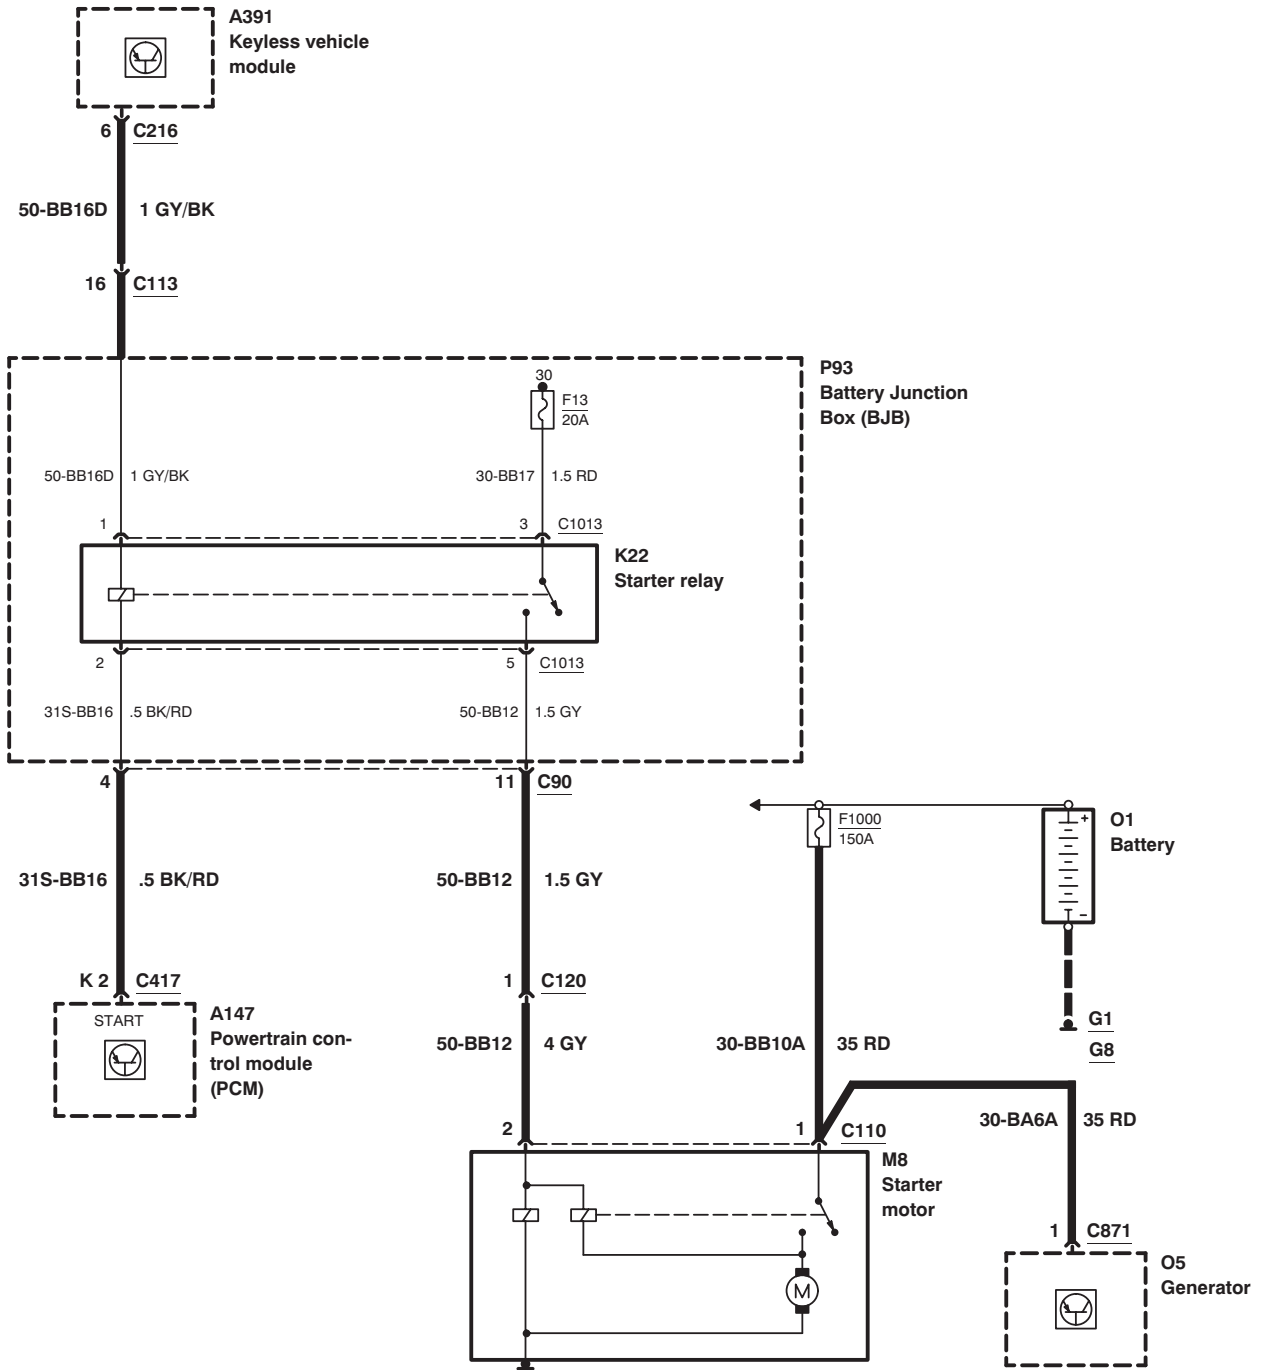 A391
Keyless vehicle
module
6 C216
50-BB16D 1 GY/BK
16 C113
P93
Battery Junction
Box (BJB)
30
F13
20A
50-BB16D 1 GY/BK
30-BB17 1.5 RD
1
3 C1013
K22
Starter relay
2
5 C1013
31S-BB16 .5 BK/RD
50-BB12 1.5 GY
4
11 C90
F1000
150A
+
-
O1
Battery
31S-BB16 .5 BK/RD
50-BB12 1.5 GY
K 2 C417
1 C120
START
A147
Powertrain con-
trol module
(PCM)
50-BB12 4 GY
30-BB10A 35 RD
G1
G8
30-BA6A 35 RD
2
1 C110
M8
Starter
motor
M
1 C871
O5
Generator